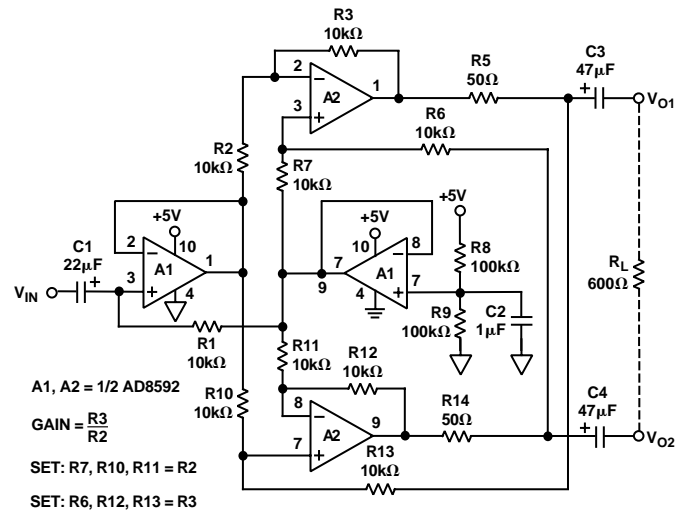 R3
10kΩ
2
A2
1
3
R5
50Ω
C3
47µF
VO1
R6
10kΩ
R2
10kΩ
R7
10kΩ
+5V
2
10
A1
1
3
4
C1
22µF
VIN
+5V
8
10
7
9
A1
7
4
+5V
R8
100kΩ
R9
100kΩ
C2
1µF
RL
600Ω
R1
10kΩ
R11
10kΩ
R12
10kΩ
R10
10kΩ
8
A2
9
7
R14
50Ω
C4
47µF
VO2
R13
10kΩ
A1, A2 = 1/2 AD8592
GAIN = R3
R2
SET: R7, R10, R11 = R2
SET: R6, R12, R13 = R3